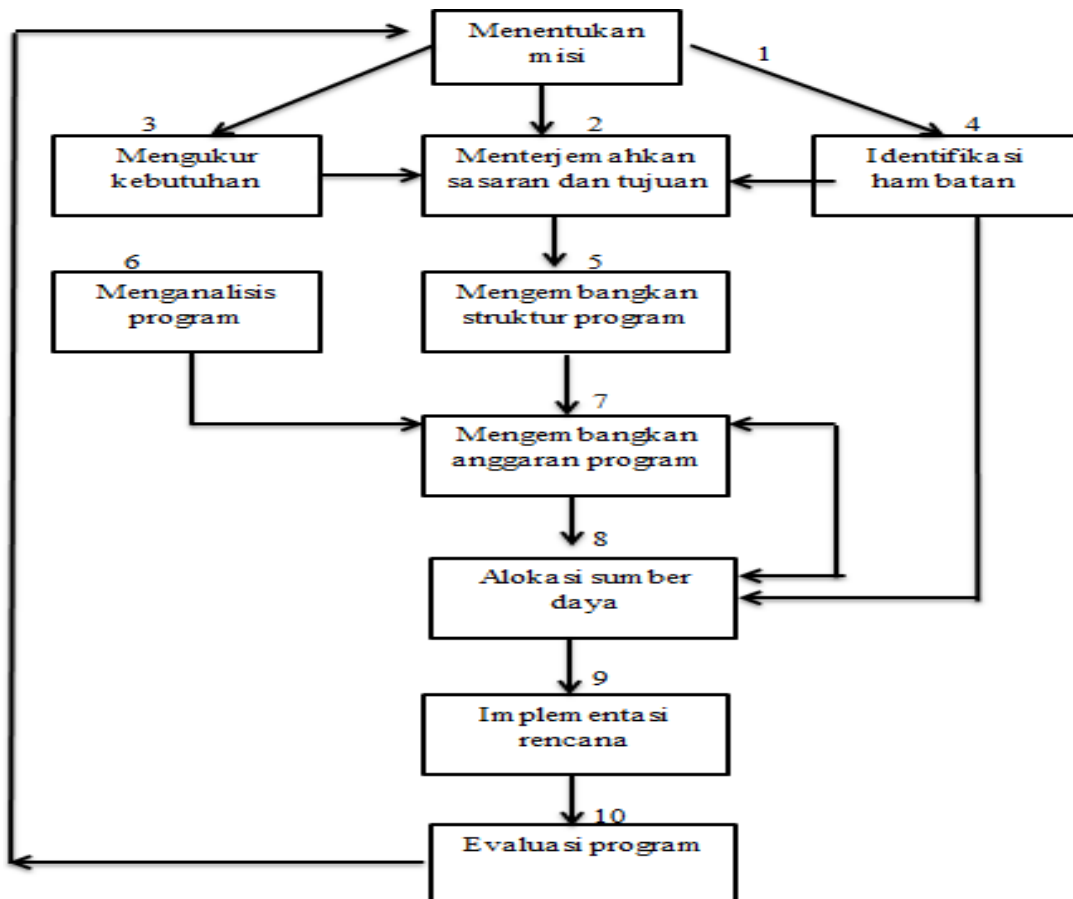 Menentukan
misi
1
3
Mengukur
kebutuhan
2
Menterjemahkan
sasaran dan tujuan
4
Identifikasi
hambatan
6
Menganalisis
program
5
Mengembangkan
struktur program
7
Mengembangkan
anggaran program
8
Alokasi sumber
daya
9
Implementasi
rencana
10
Evaluasi program